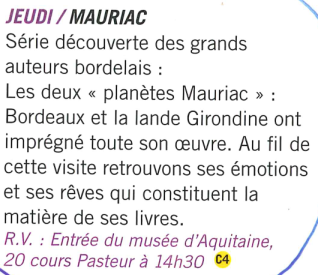 JEUDI / MAURIAC
Série découverte des grands
auteurs bordelais :
Les deux « planètes Mauriac » :
Bordeaux et la lande Girondine ont
imprégné toute son œuvre. Au fil de
cette visite retrouvons ses émotions
et ses rêves qui constituent la
matière de ses livres.
R.V. : Entrée du musée d'Aquitaine,
20 cours Pasteur à 14h30 C4